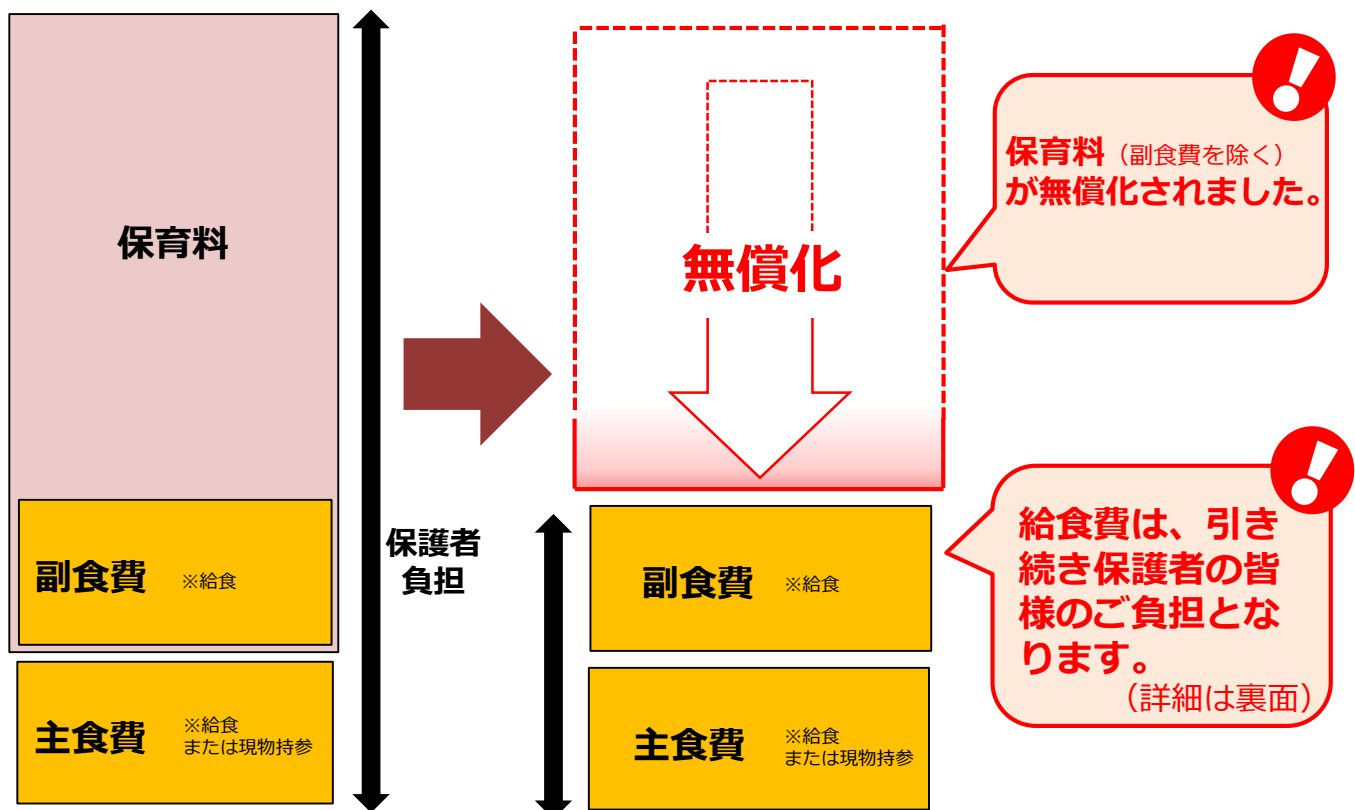 保育料
副食費 ※給食
主食費 ※給食
または現物持参
保護者
負担
無償化
副食費 ※給食
主食費 ※給食
または現物持参
保育料（副食費を除く）
が無償化されました。
給食費は、引き
続き保護者の皆
様のご負担とな
ります。
（詳細は裏面）